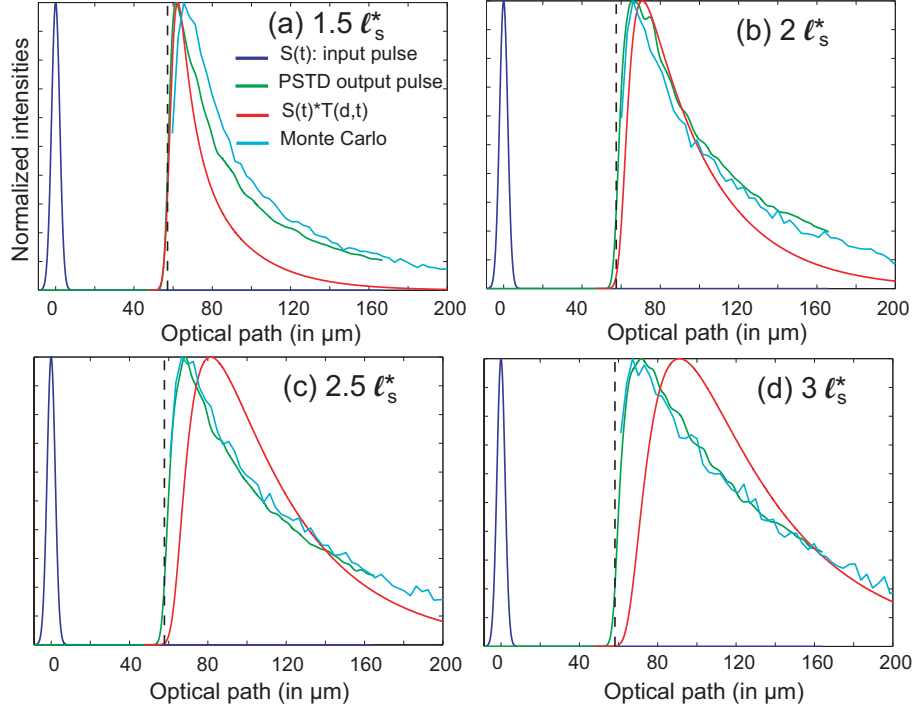 Normalized intensities
(a) 1.5 ℓ*s
S(t): input pulse
PSTD output pulse
S(t)*T(d,t)
Monte Carlo
0 40 80 120 160 200
Optical path (in µm)
(b) 2 ℓ*s
0 40 80 120 160 200
Optical path (in µm)
(c) 2.5 ℓ*s
0 40 80 120 160 200
Optical path (in µm)
(d) 3 ℓ*s
0 40 80 120 160 200
Optical path (in µm)